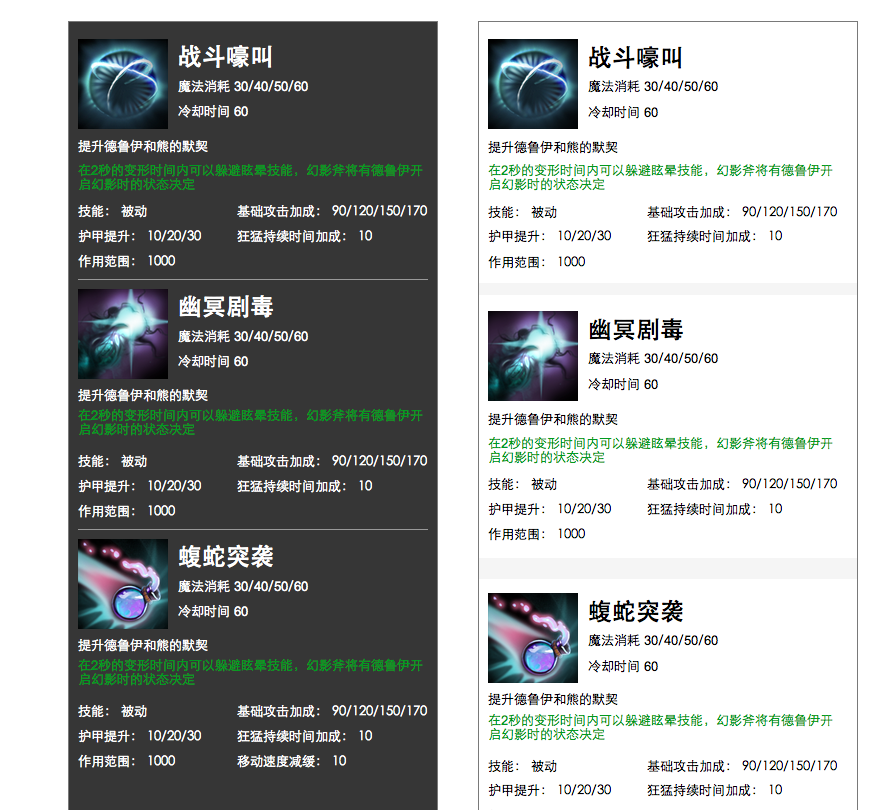 战斗嚎叫
魔法消耗 30/40/50/60
冷却时间 60
提升德鲁伊和熊的默契
在2秒的变形时间内可以躲避眩晕技能，幻影斧将有德鲁伊开
启幻影时的状态决定
技能： 被动 基础攻击加成： 90/120/150/170
护甲提升： 10/20/30 狂猛持续时间加成： 10
作用范围： 1000
幽冥剧毒
魔法消耗 30/40/50/60
冷却时间 60
提升德鲁伊和熊的默契
在2秒的变形时间内可以躲避眩晕技能，幻影斧将有德鲁伊开
启幻影时的状态决定
技能： 被动 基础攻击加成： 90/120/150/170
护甲提升： 10/20/30 狂猛持续时间加成： 10
作用范围： 1000
蝮蛇突袭
魔法消耗 30/40/50/60
冷却时间 60
提升德鲁伊和熊的默契
在2秒的变形时间内可以躲避眩晕技能，幻影斧将有德鲁伊开
启幻影时的状态决定
技能： 被动 基础攻击加成： 90/120/150/170
护甲提升： 10/20/30 狂猛持续时间加成： 10
作用范围： 1000 移动速度减缓： 10
战斗嚎叫
魔法消耗 30/40/50/60
冷却时间 60
提升德鲁伊和熊的默契
在2秒的变形时间内可以躲避眩晕技能，幻影斧将有德鲁伊开
启幻影时的状态决定
技能： 被动 基础攻击加成： 90/120/150/170
护甲提升： 10/20/30 狂猛持续时间加成： 10
作用范围： 1000
幽冥剧毒
魔法消耗 30/40/50/60
冷却时间 60
提升德鲁伊和熊的默契
在2秒的变形时间内可以躲避眩晕技能，幻影斧将有德鲁伊开
启幻影时的状态决定
技能： 被动 基础攻击加成： 90/120/150/170
护甲提升： 10/20/30 狂猛持续时间加成： 10
作用范围： 1000
蝮蛇突袭
魔法消耗 30/40/50/60
冷却时间 60
提升德鲁伊和熊的默契
在2秒的变形时间内可以躲避眩晕技能，幻影斧将有德鲁伊开
启幻影时的状态决定
技能： 被动 基础攻击加成： 90/120/150/170
护甲提升： 10/20/30 狂猛持续时间加成： 10